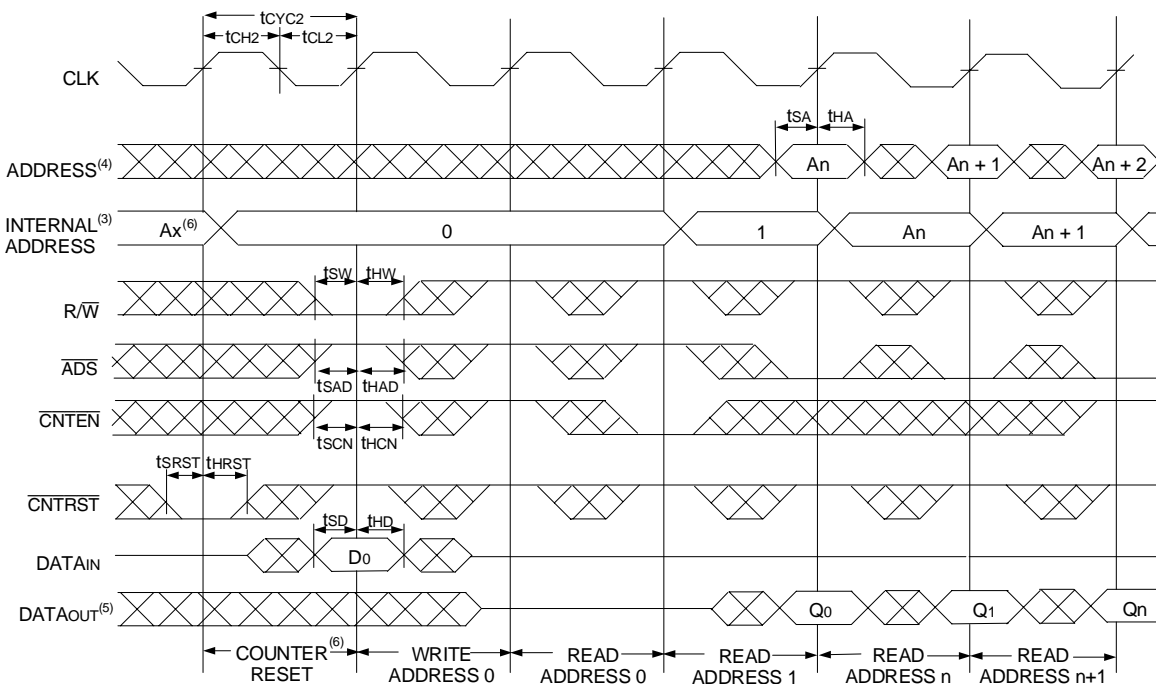 tCYC2
tCH2 tCL2
CLK
tSA tHA
ADDRESS(4) An An + 1 An + 2
INTERNAL(3) ADDRESS Ax(6) 0 1 An An + 1
tSW tHW
R/W
ADS
tSAD tHAD
CNTEN
tSCN tHCN
tSRST tHRST
CNTRST
tSD tHD
DATAIN D0
DATAOUT(5) Q0 Q1 Qn
COUNTER(6) WRITE READ READ READ READ
RESET ADDRESS 0 ADDRESS 0 ADDRESS 1 ADDRESS n ADDRESS n+1